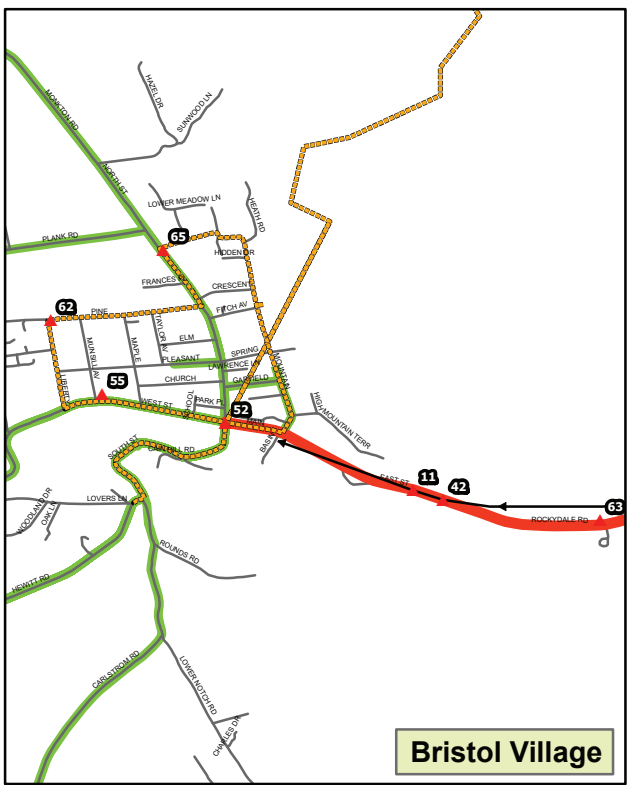 HAZEL DR
SUNWOOD LN
MONKTON RD
NORTH ST
LOWER MEADOW LN
HEATH RD
PLANK RD
65
HIDDEN DR
FRANCES
CRESCENT
62
PINE
FITCH AV
TAYLOR AV
ELM
MUNSILL AV
MAPLE
SPRING
PLEASANT
LAWRENCE LN
MOUNTAIN
LIBERTY
55
CHURCH
GARFIELD
SCHOOL
PARK PL
WEST ST
52
MAIN
HIGH MOUNTAIN TERR
SOUTH ST
BASIN
11
EAST ST
42
63
ROCKYDALE RD
LOVERS LN
WOODLAND DR
OAK LN
ROUNDS RD
HEWITT RD
CARLSTROM RD
LOWER NOTCH RD
CHARLES DR
Bristol Village